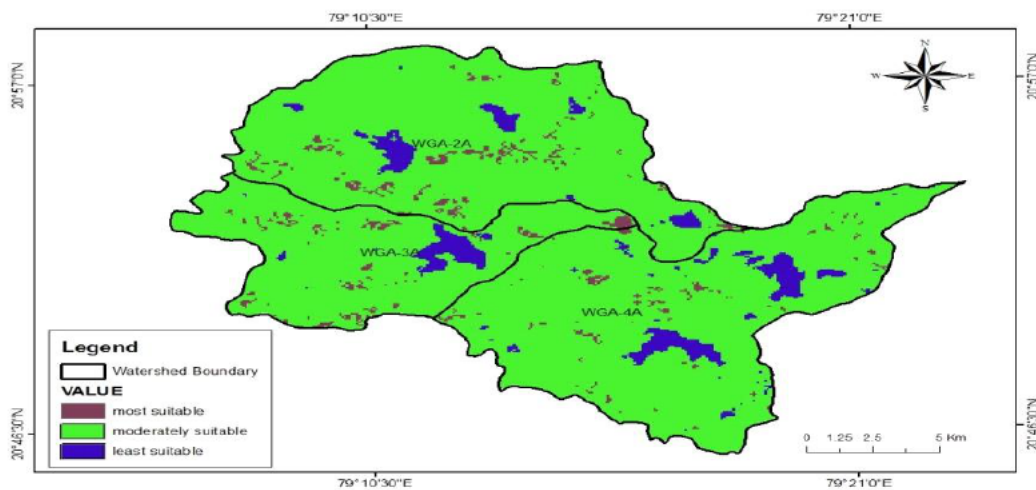 79°10'30"E 79°21'0"E
N
W E
S
20°57'0"N 20°57'0"N
WGA-2A
WGA-3A
WGA-4A
Legend
Watershed Boundary
VALUE
most suitable
moderately suitable
least suitable
20°46'30"N 20°46'30"N
0 1.25 2.5 5 Km
79°10'30"E 79°21'0"E